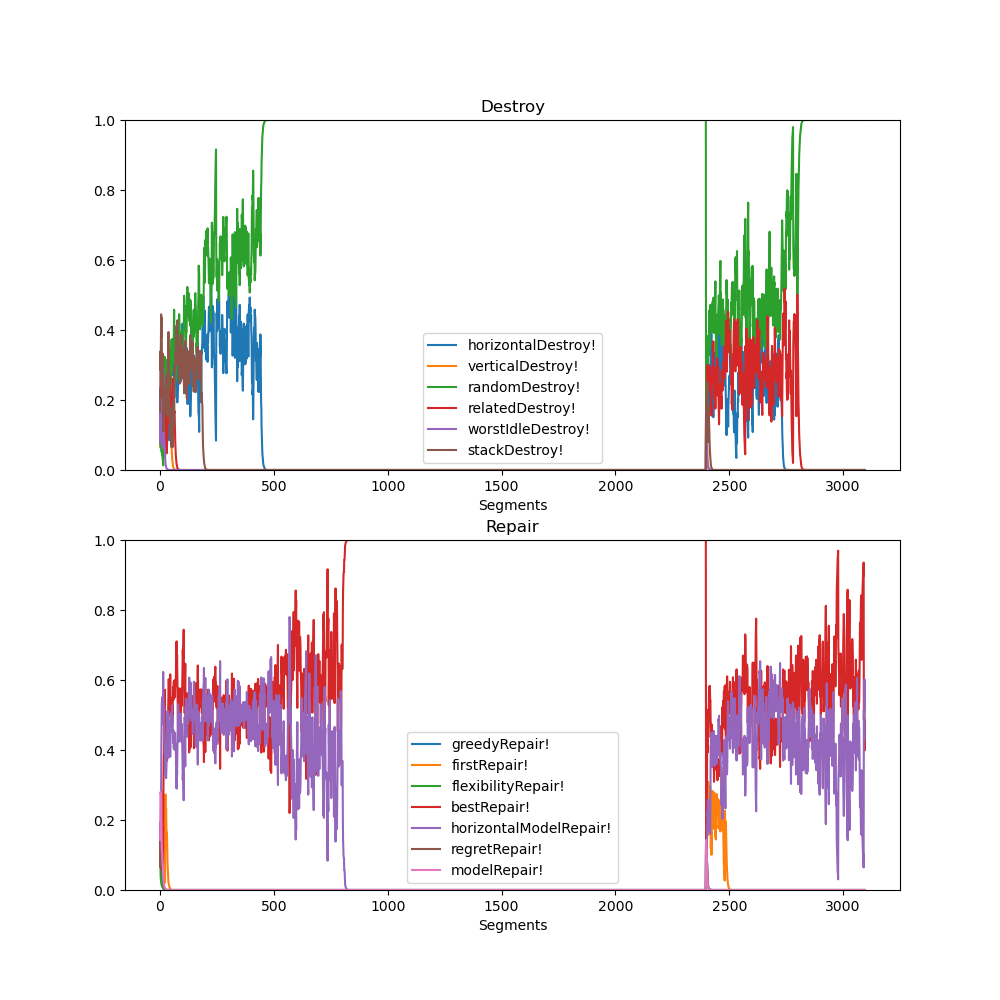 Destroy
1.0
0.8
0.6
0.4
0.2
0.0
horizontalDestroy!
verticalDestroy!
randomDestroy!
relatedDestroy!
worstIdleDestroy!
stackDestroy!
0 500 1000 1500 2000 2500 3000
Segments
Repair
1.0
0.8
0.6
0.4
0.2
0.0
greedyRepair!
firstRepair!
flexibilityRepair!
bestRepair!
horizontalModelRepair!
regretRepair!
modelRepair!
0 500 1000 1500 2000 2500 3000
Segments